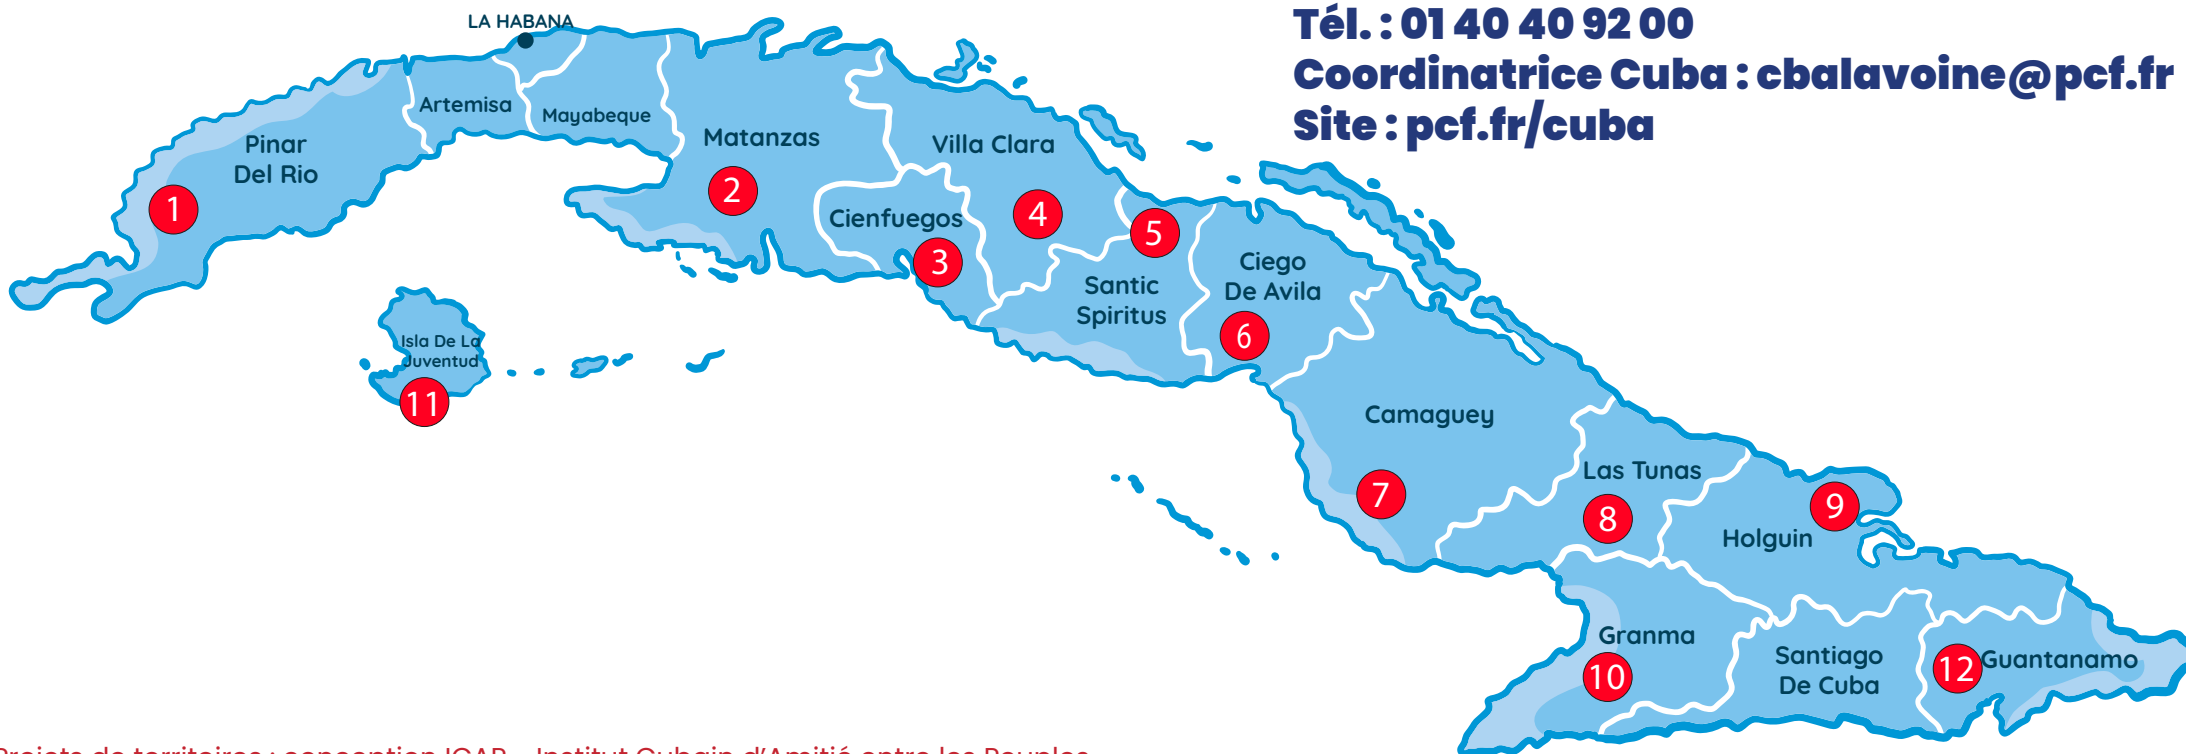 Tél. : 01 40 40 92 00
Coordinatrice Cuba : cbalavoine@pcf.fr
Site : pcf.fr/cuba
LA HABANA
Pinar
Del Rio
1
Artemisa
Mayabeque
Matanzas
2
Villa Clara
4
Cienfuegos
3
5
Santic
Spiritus
Ciego
De Avila
6
Isla De La
Juventud
11
Camaguey
7
Las Tunas
8
9
Holguin
Granma
10
Santiago
De Cuba
12
Guantanamo